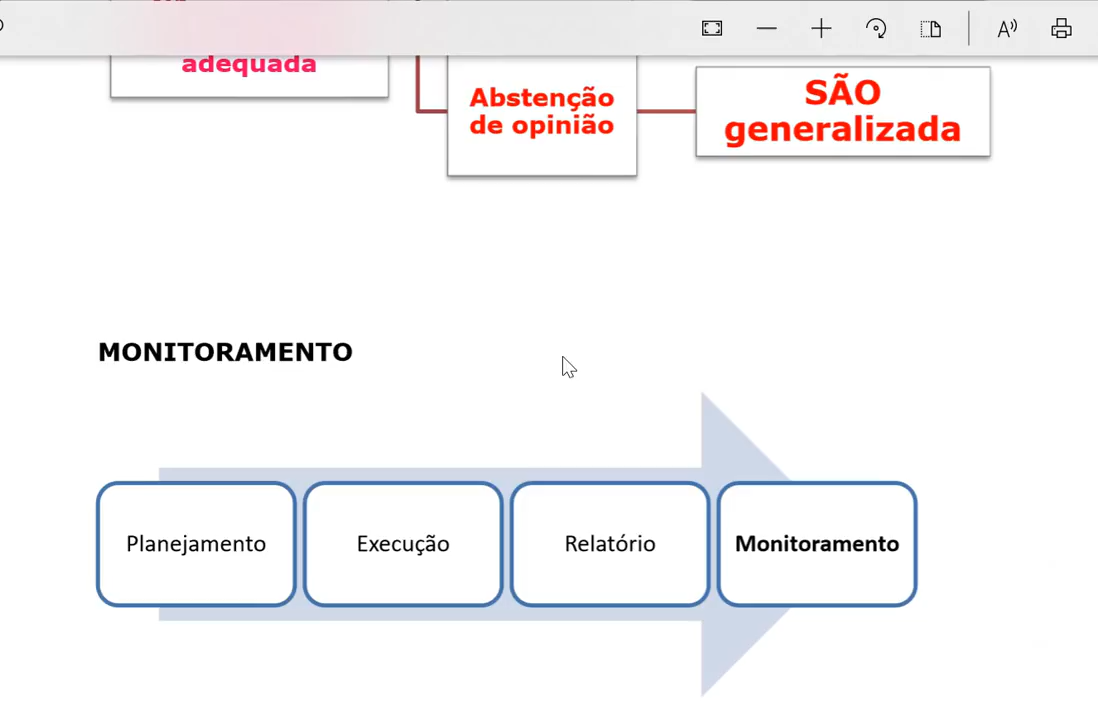 adequada
Abstenção
de opinião
SÃO
generalizada
MONITORAMENTO
Planejamento
Execução
Relatório
Monitoramento